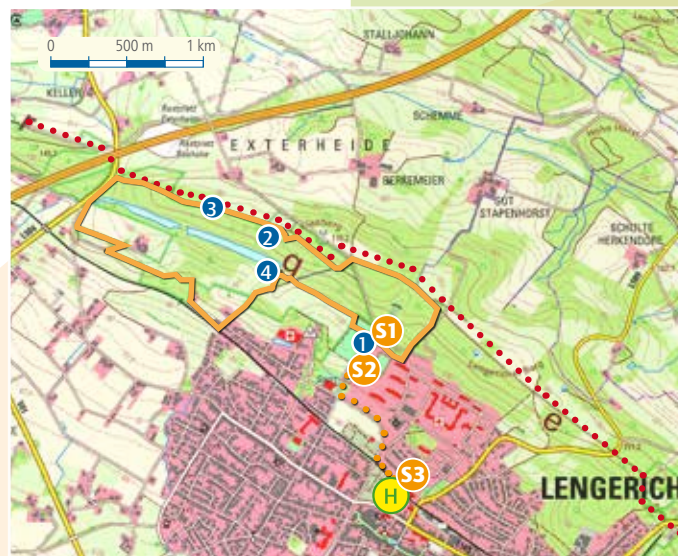 0 500 m 1 km
STALLJOHANN
KELLER
SCHEMME
EXTERHEIDE
BERKEMEIER
GUT
STAPENHORST
SCHULTE
HERKENDORF
3
2
4
g
1
S1
S2
e
S3
H
LENGERICH